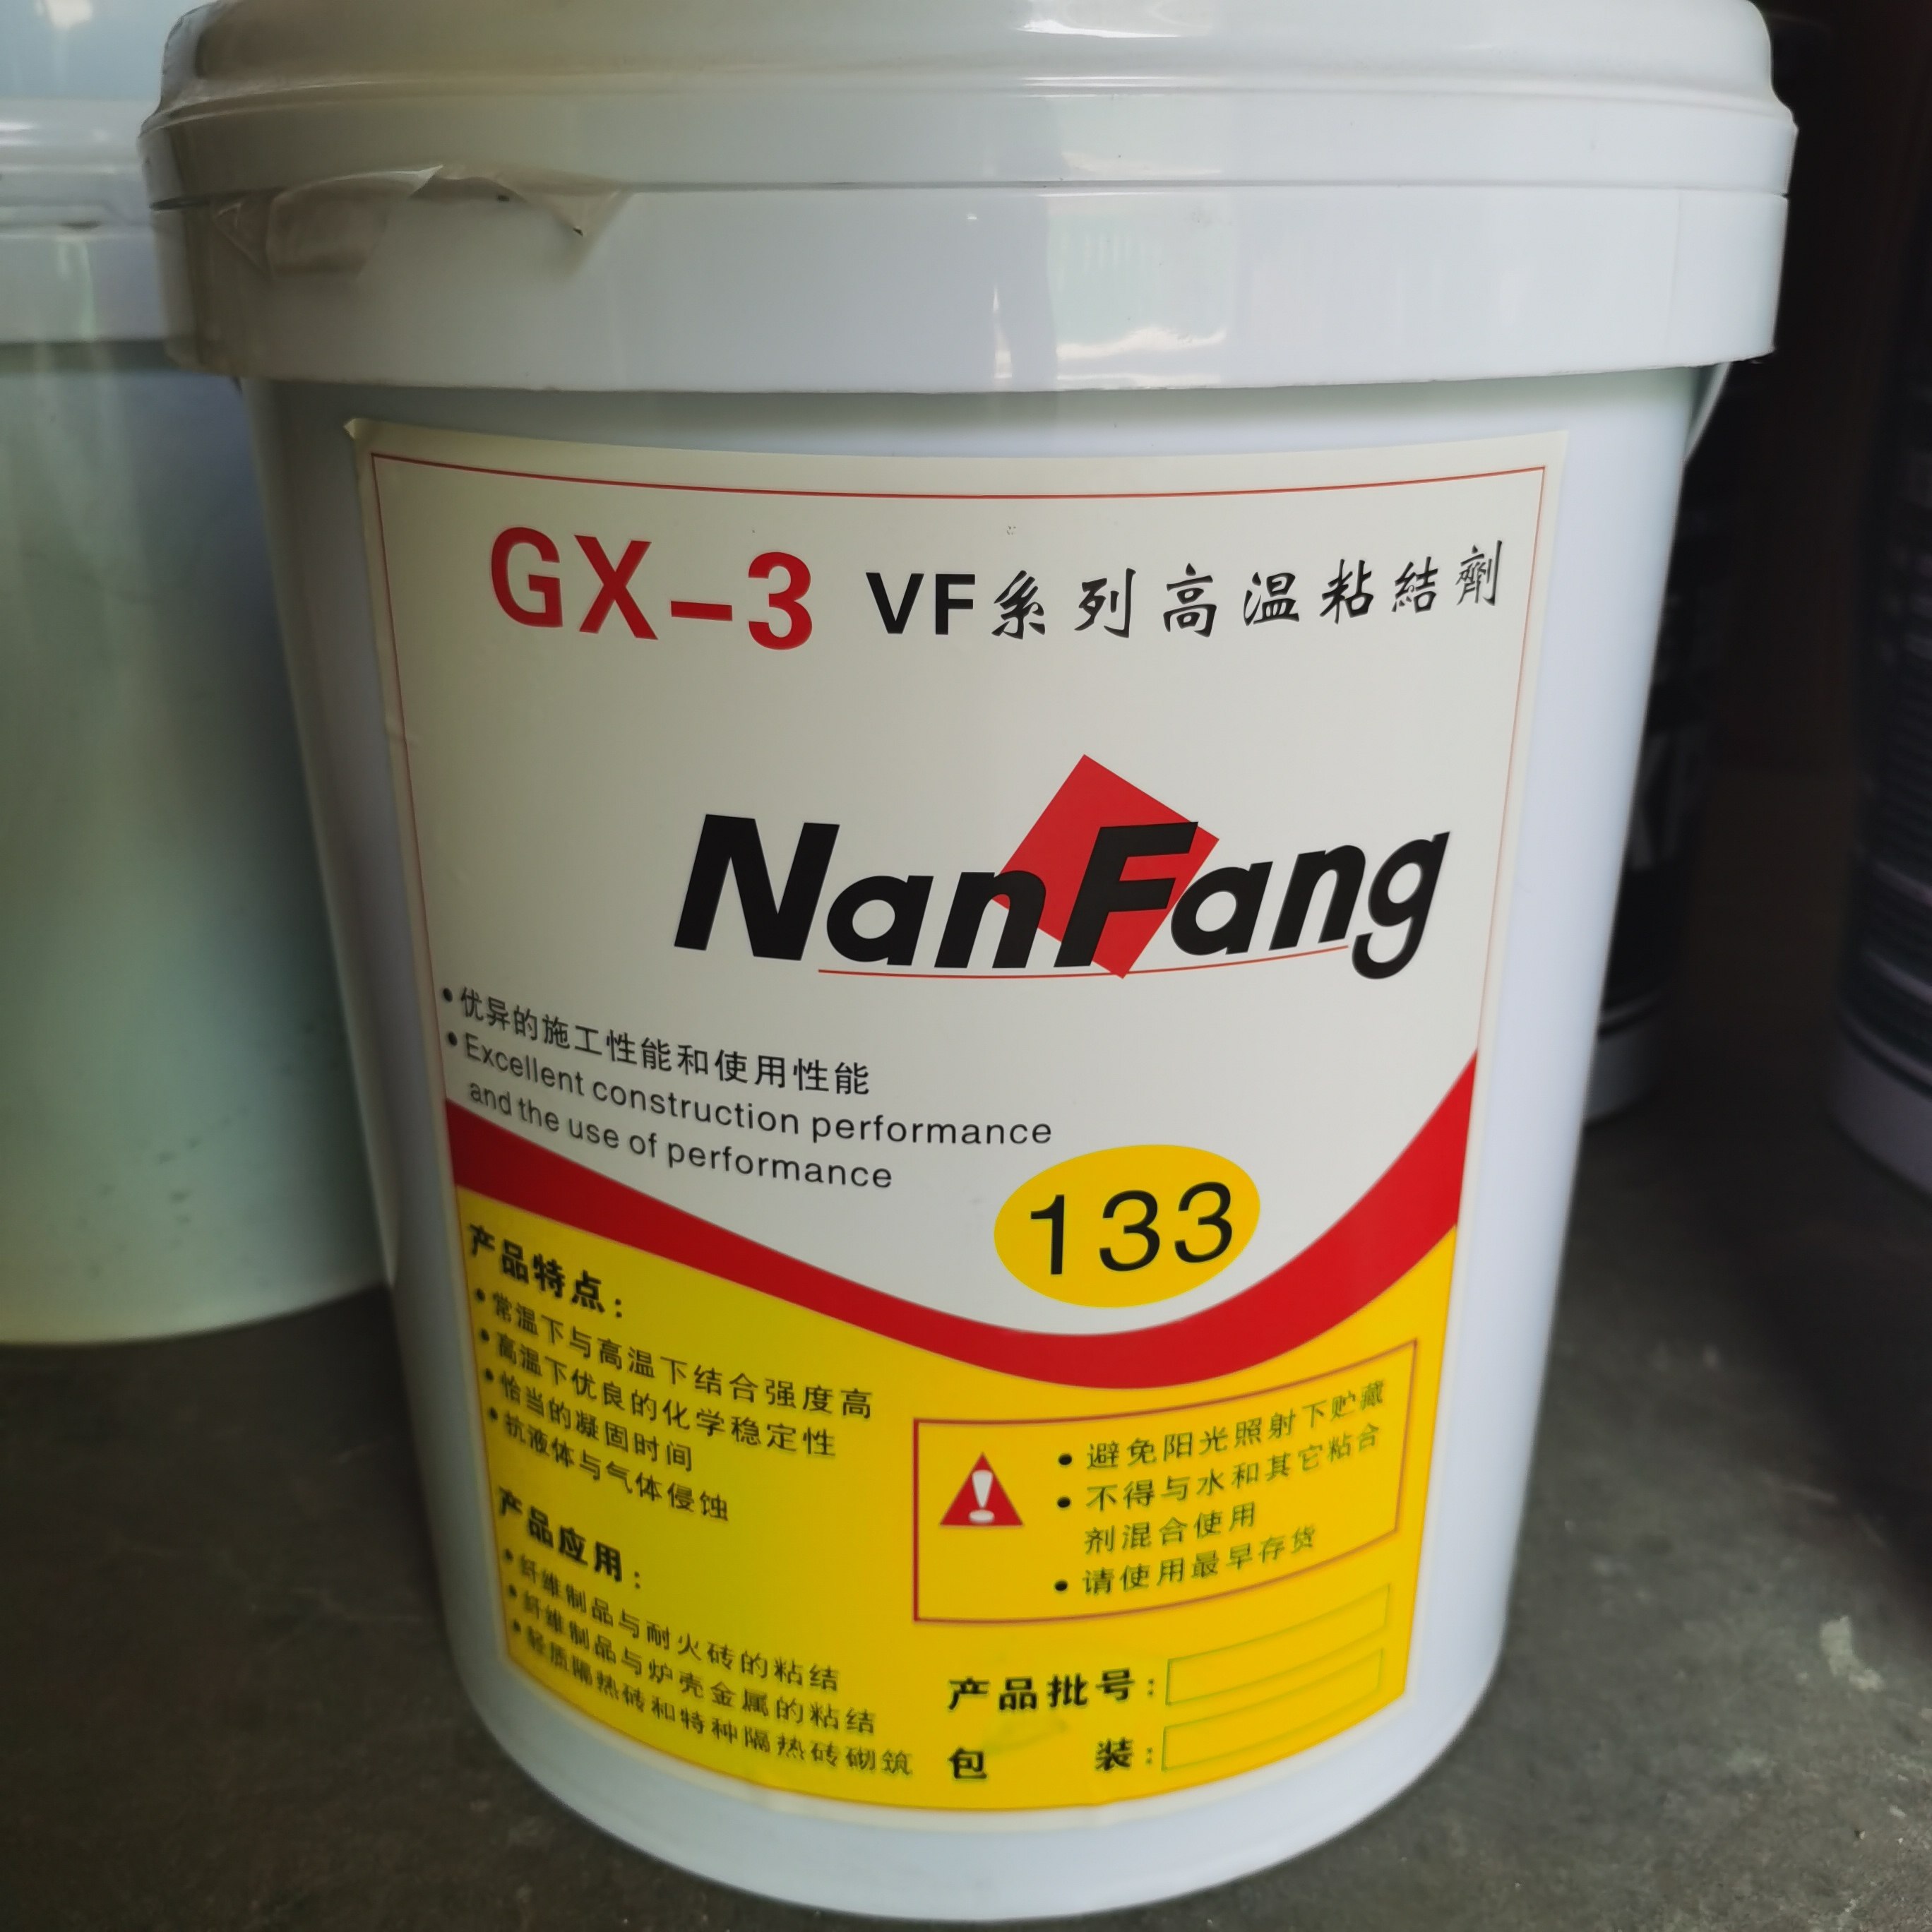 GX-3 VF系列高温粘結劑
NanFang
•优异的施工性能和使用性能
•Excellent construction performance
and the use of performance
133
产品特点：
•常温下与高温下结合强度高
•高温下优良的化学稳定性
•恰当的凝固时间
•抗液体与气体侵蚀
产品应用：
•纤维制品与耐火砖的粘结
•纤维制品与炉壳金属的粘结
•轻质隔热砖和特种隔热砖砌筑
•避免阳光照射下贮藏
•不得与水和其它粘合
剂混合使用
•请使用最早存货
产品批号：
包 装：